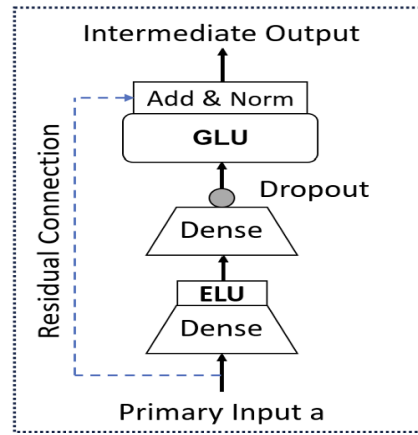 Intermediate Output
Add & Norm
GLU
Dropout
Dense
ELU
Dense
Residual Connection
Primary Input a